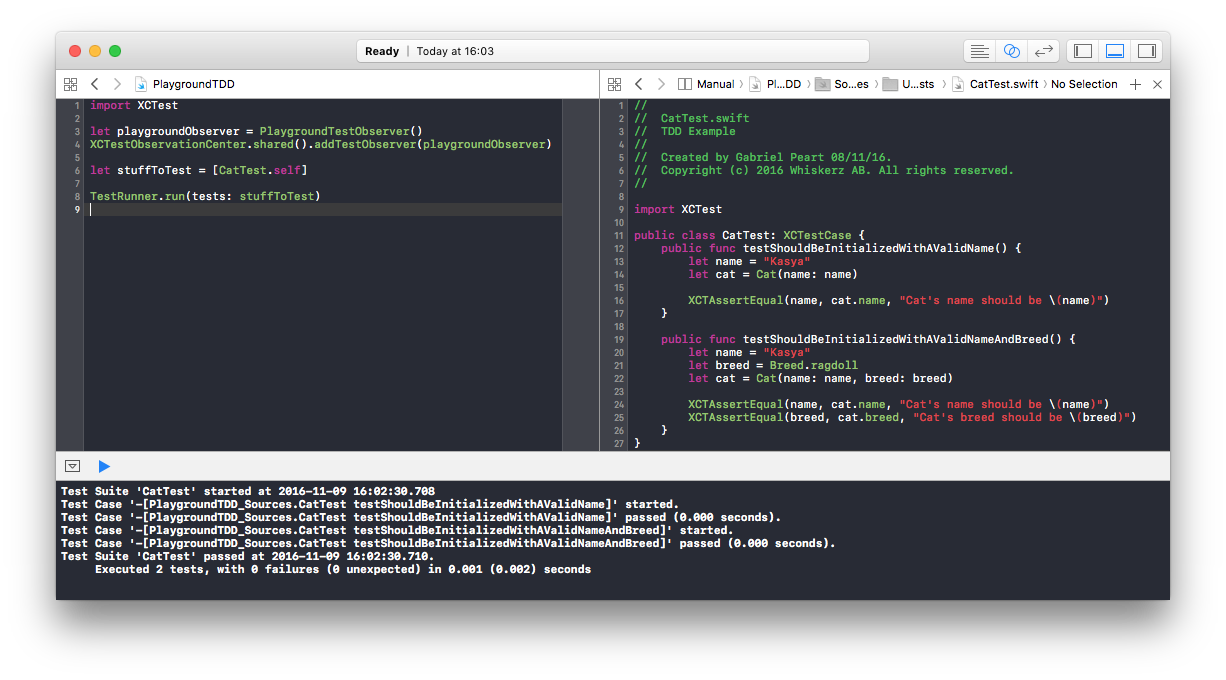 Ready | Today at 16:03
PlaygroundTDD
1 import XCTest
2
3 let playgroundObserver = PlaygroundTestObserver()
4 XCTestObservationCenter.shared().addTestObserver(playgroundObserver)
5
6 let stuffToTest = [CatTest.self]
7
8 TestRunner.run(tests: stuffToTest)
9
Manual 〉 Pl...DD 〉 So...es 〉 U...sts 〉 CatTest.swift 〉 No Selection
1 //
2 //  CatTest.swift
3 //  TDD Example
4 //
5 //  Created by Gabriel Peart 08/11/16.
6 //  Copyright (c) 2016 Whiskerz AB. All rights reserved.
7 //
8
9 import XCTest
10
11 public class CatTest: XCTestCase {
12     public func testShouldBeInitializedWithAValidName() {
13         let name = "Kasya"
14         let cat = Cat(name: name)
15
16         XCTAssertEqual(name, cat.name, "Cat's name should be \(name)")
17     }
18
19     public func testShouldBeInitializedWithAValidNameAndBreed() {
20         let name = "Kasya"
21         let breed = Breed.ragdoll
22         let cat = Cat(name: name, breed: breed)
23
24         XCTAssertEqual(name, cat.name, "Cat's name should be \(name)")
25         XCTAssertEqual(breed, cat.breed, "Cat's breed should be \(breed)")
26     }
27 }
Test Suite 'CatTest' started at 2016-11-09 16:02:30.708
Test Case '-[PlaygroundTDD_Sources.CatTest testShouldBeInitializedWithAValidName]' started.
Test Case '-[PlaygroundTDD_Sources.CatTest testShouldBeInitializedWithAValidName]' passed (0.000 seconds).
Test Case '-[PlaygroundTDD_Sources.CatTest testShouldBeInitializedWithAValidNameAndBreed]' started.
Test Case '-[PlaygroundTDD_Sources.CatTest testShouldBeInitializedWithAValidNameAndBreed]' passed (0.000 seconds).
Test Suite 'CatTest' passed at 2016-11-09 16:02:30.710.
     Executed 2 tests, with 0 failures (0 unexpected) in 0.001 (0.002) seconds